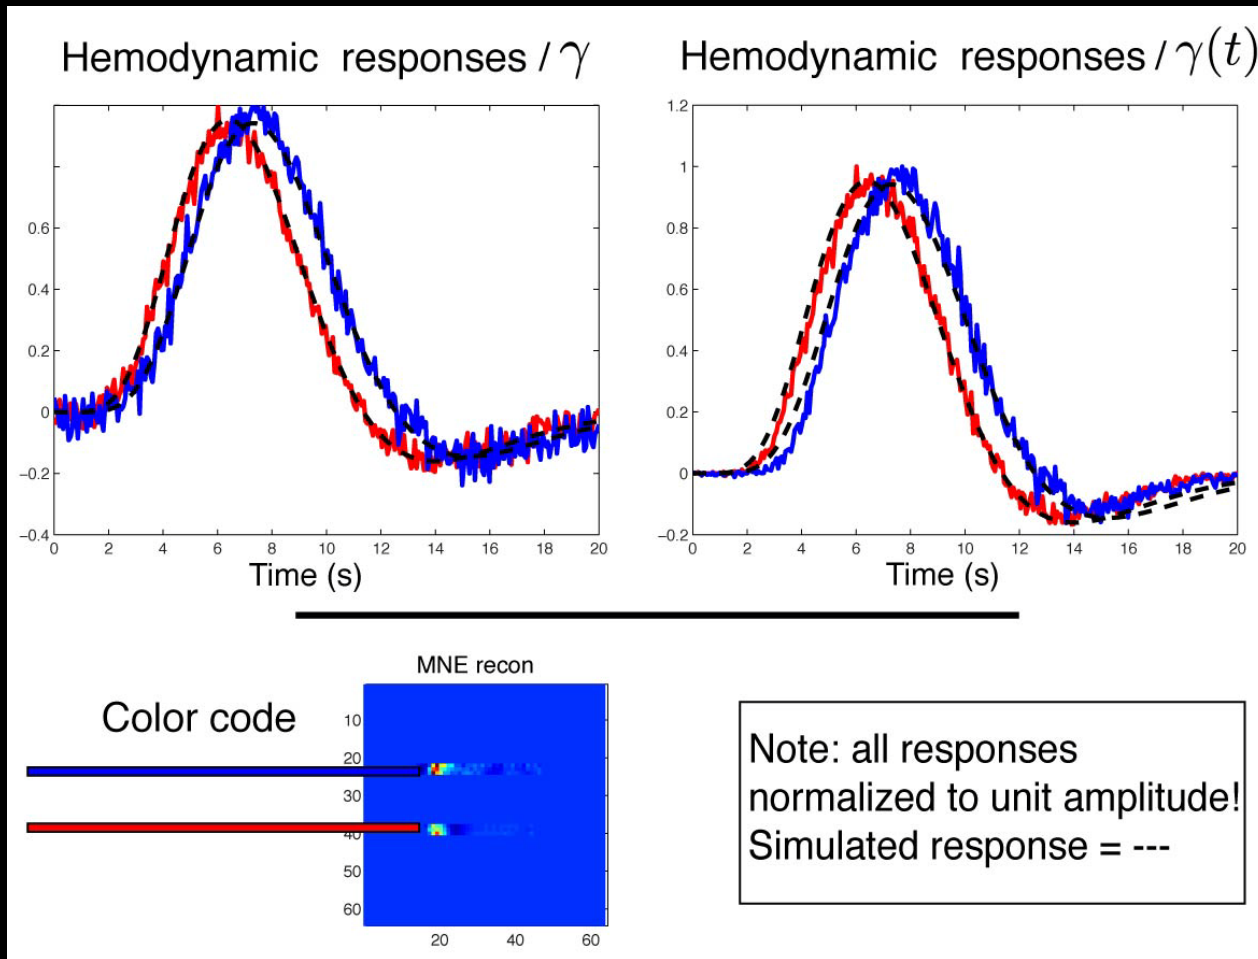 Hemodynamic responses / γ
Hemodynamic responses / γ(t)
0.6
0.4
0.2
0
−0.2
−0.4
0 2 4 6 8 10 12 14 16 18 20
Time (s)
1.2
1
0.8
0.6
0.4
0.2
0
−0.2
0 2 4 6 8 10 12 14 16 18 20
Time (s)
MNE recon
Color code
10
20
30
40
50
60
20 40 60
Note: all responses
normalized to unit amplitude!
Simulated response = ---